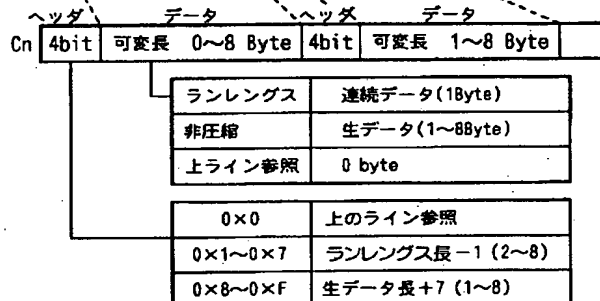 ヘッダ データ ヘッダ データ
Cn 4bit 可変長 0〜8 Byte 4bit 可変長 1〜8 Byte
ランレングス 連続データ(1Byte)
非圧縮 生データ(1〜8Byte)
上ライン参照 0 byte
0×0 上のライン参照
0×1〜0×7 ランレングス長−1 (2〜8)
0×8〜0×F 生データ長+7 (1〜8)